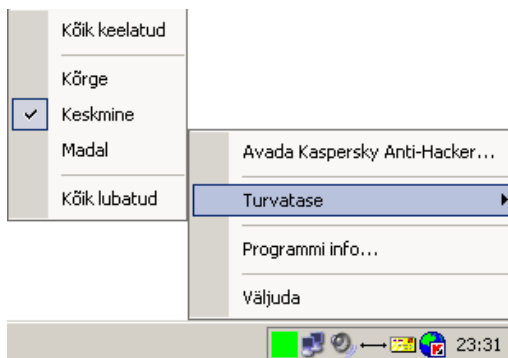 Kõik keelatud
Kõrge
Keskmine
Madal
Kõik lubatud
Avada Kaspersky Anti-Hacker...
Turvatase
Programmi info...
Väljuda
23:31